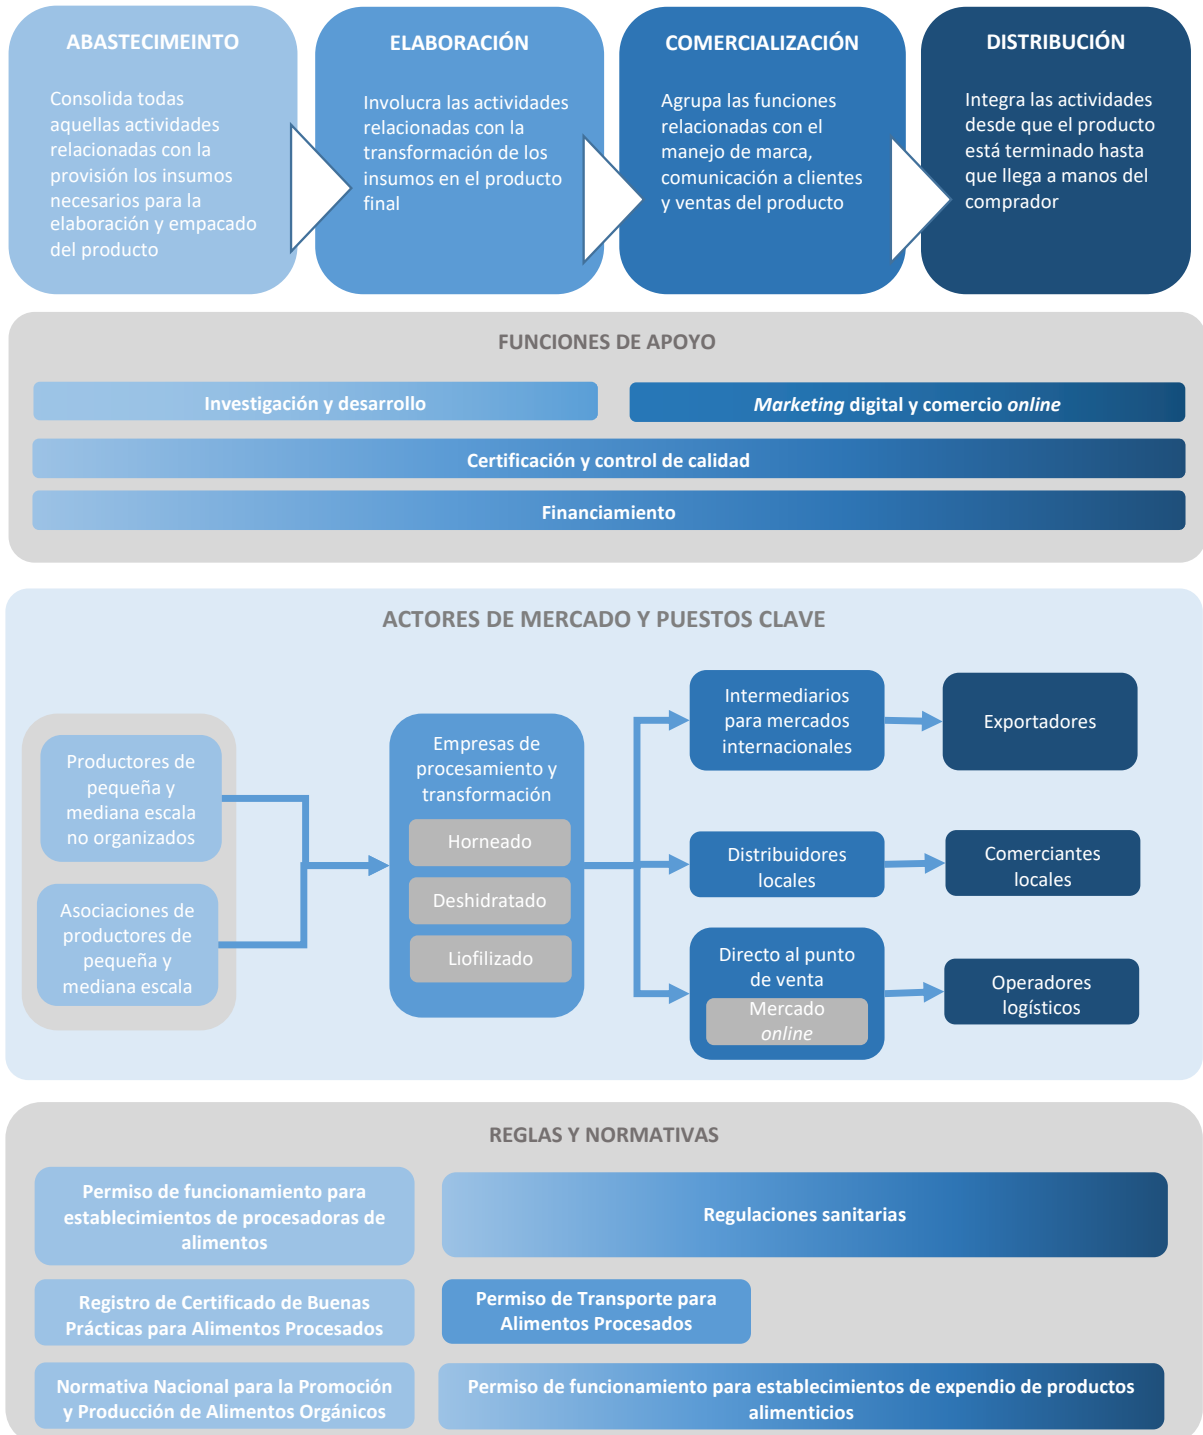 ABASTECIMEINTO
Consolida todas
aquellas actividades
relacionadas con la
provisión los insumos
necesarios para la
elaboración y empacado
del producto
ELABORACIÓN
Involucra las actividades
relacionadas con la
transformación de los
insumos en el producto
final
COMERCIALIZACIÓN
Agrupa las funciones
relacionadas con el
manejo de marca,
comunicación a clientes
y ventas del producto
DISTRIBUCIÓN
Integra las actividades
desde que el producto
está terminado hasta
que llega a manos del
comprador
FUNCIONES DE APOYO
Investigación y desarrollo
Marketing digital y comercio online
Certificación y control de calidad
Financiamiento
ACTORES DE MERCADO Y PUESTOS CLAVE
Productores de
pequeña y
mediana escala
no organizados
Asociaciones de
productores de
pequeña y
mediana escala
Empresas de
procesamiento y
transformación
Horneado
Deshidratado
Liofilizado
Intermediarios
para mercados
internacionales
Exportadores
Distribuidores
locales
Comerciantes
locales
Directo al punto
de venta
Mercado
online
Operadores
logísticos
REGLAS Y NORMATIVAS
Permiso de funcionamiento para
establecimientos de procesadoras de
alimentos
Regulaciones sanitarias
Registro de Certificado de Buenas
Prácticas para Alimentos Procesados
Permiso de Transporte para
Alimentos Procesados
Normativa Nacional para la Promoción
y Producción de Alimentos Orgánicos
Permiso de funcionamiento para establecimientos de expendio de productos
alimenticios